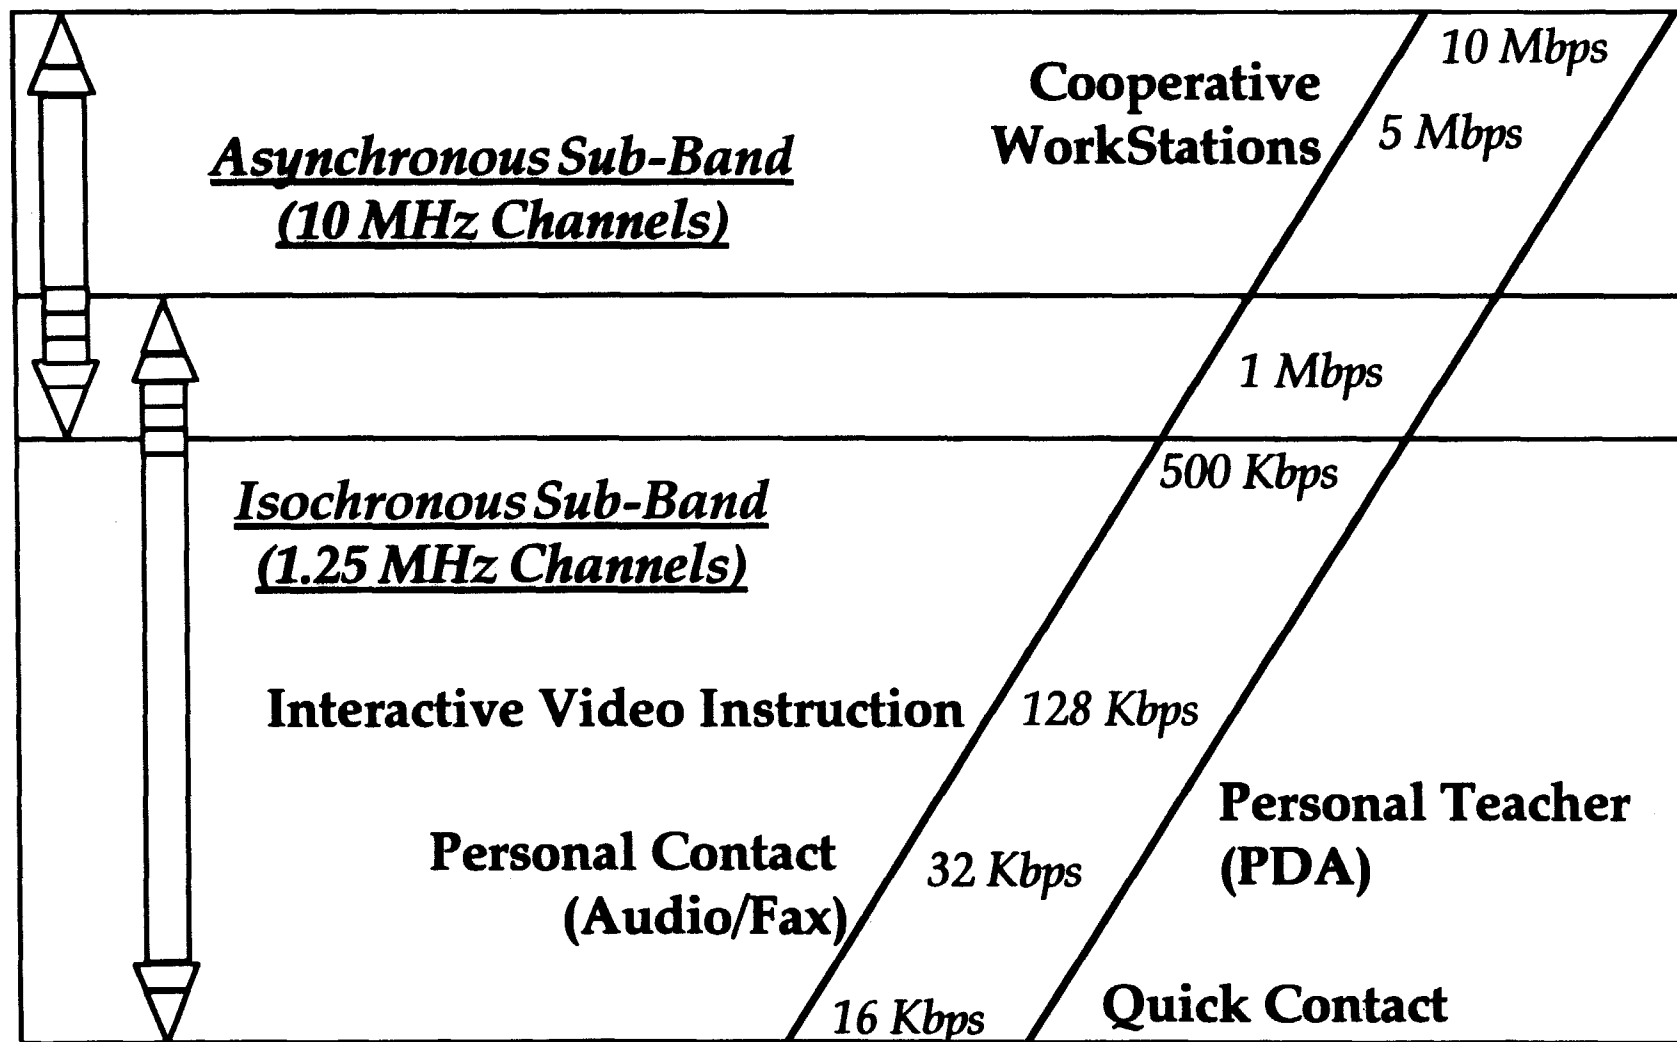 10 Mbps
Cooperative
WorkStations
5 Mbps
Asynchronous Sub-Band
(10 MHz Channels)
1 Mbps
500 Kbps
Isochronous Sub-Band
(1.25 MHz Channels)
Interactive Video Instruction
128 Kbps
Personal Teacher
(PDA)
Personal Contact
(Audio/Fax)
32 Kbps
Quick Contact
16 Kbps